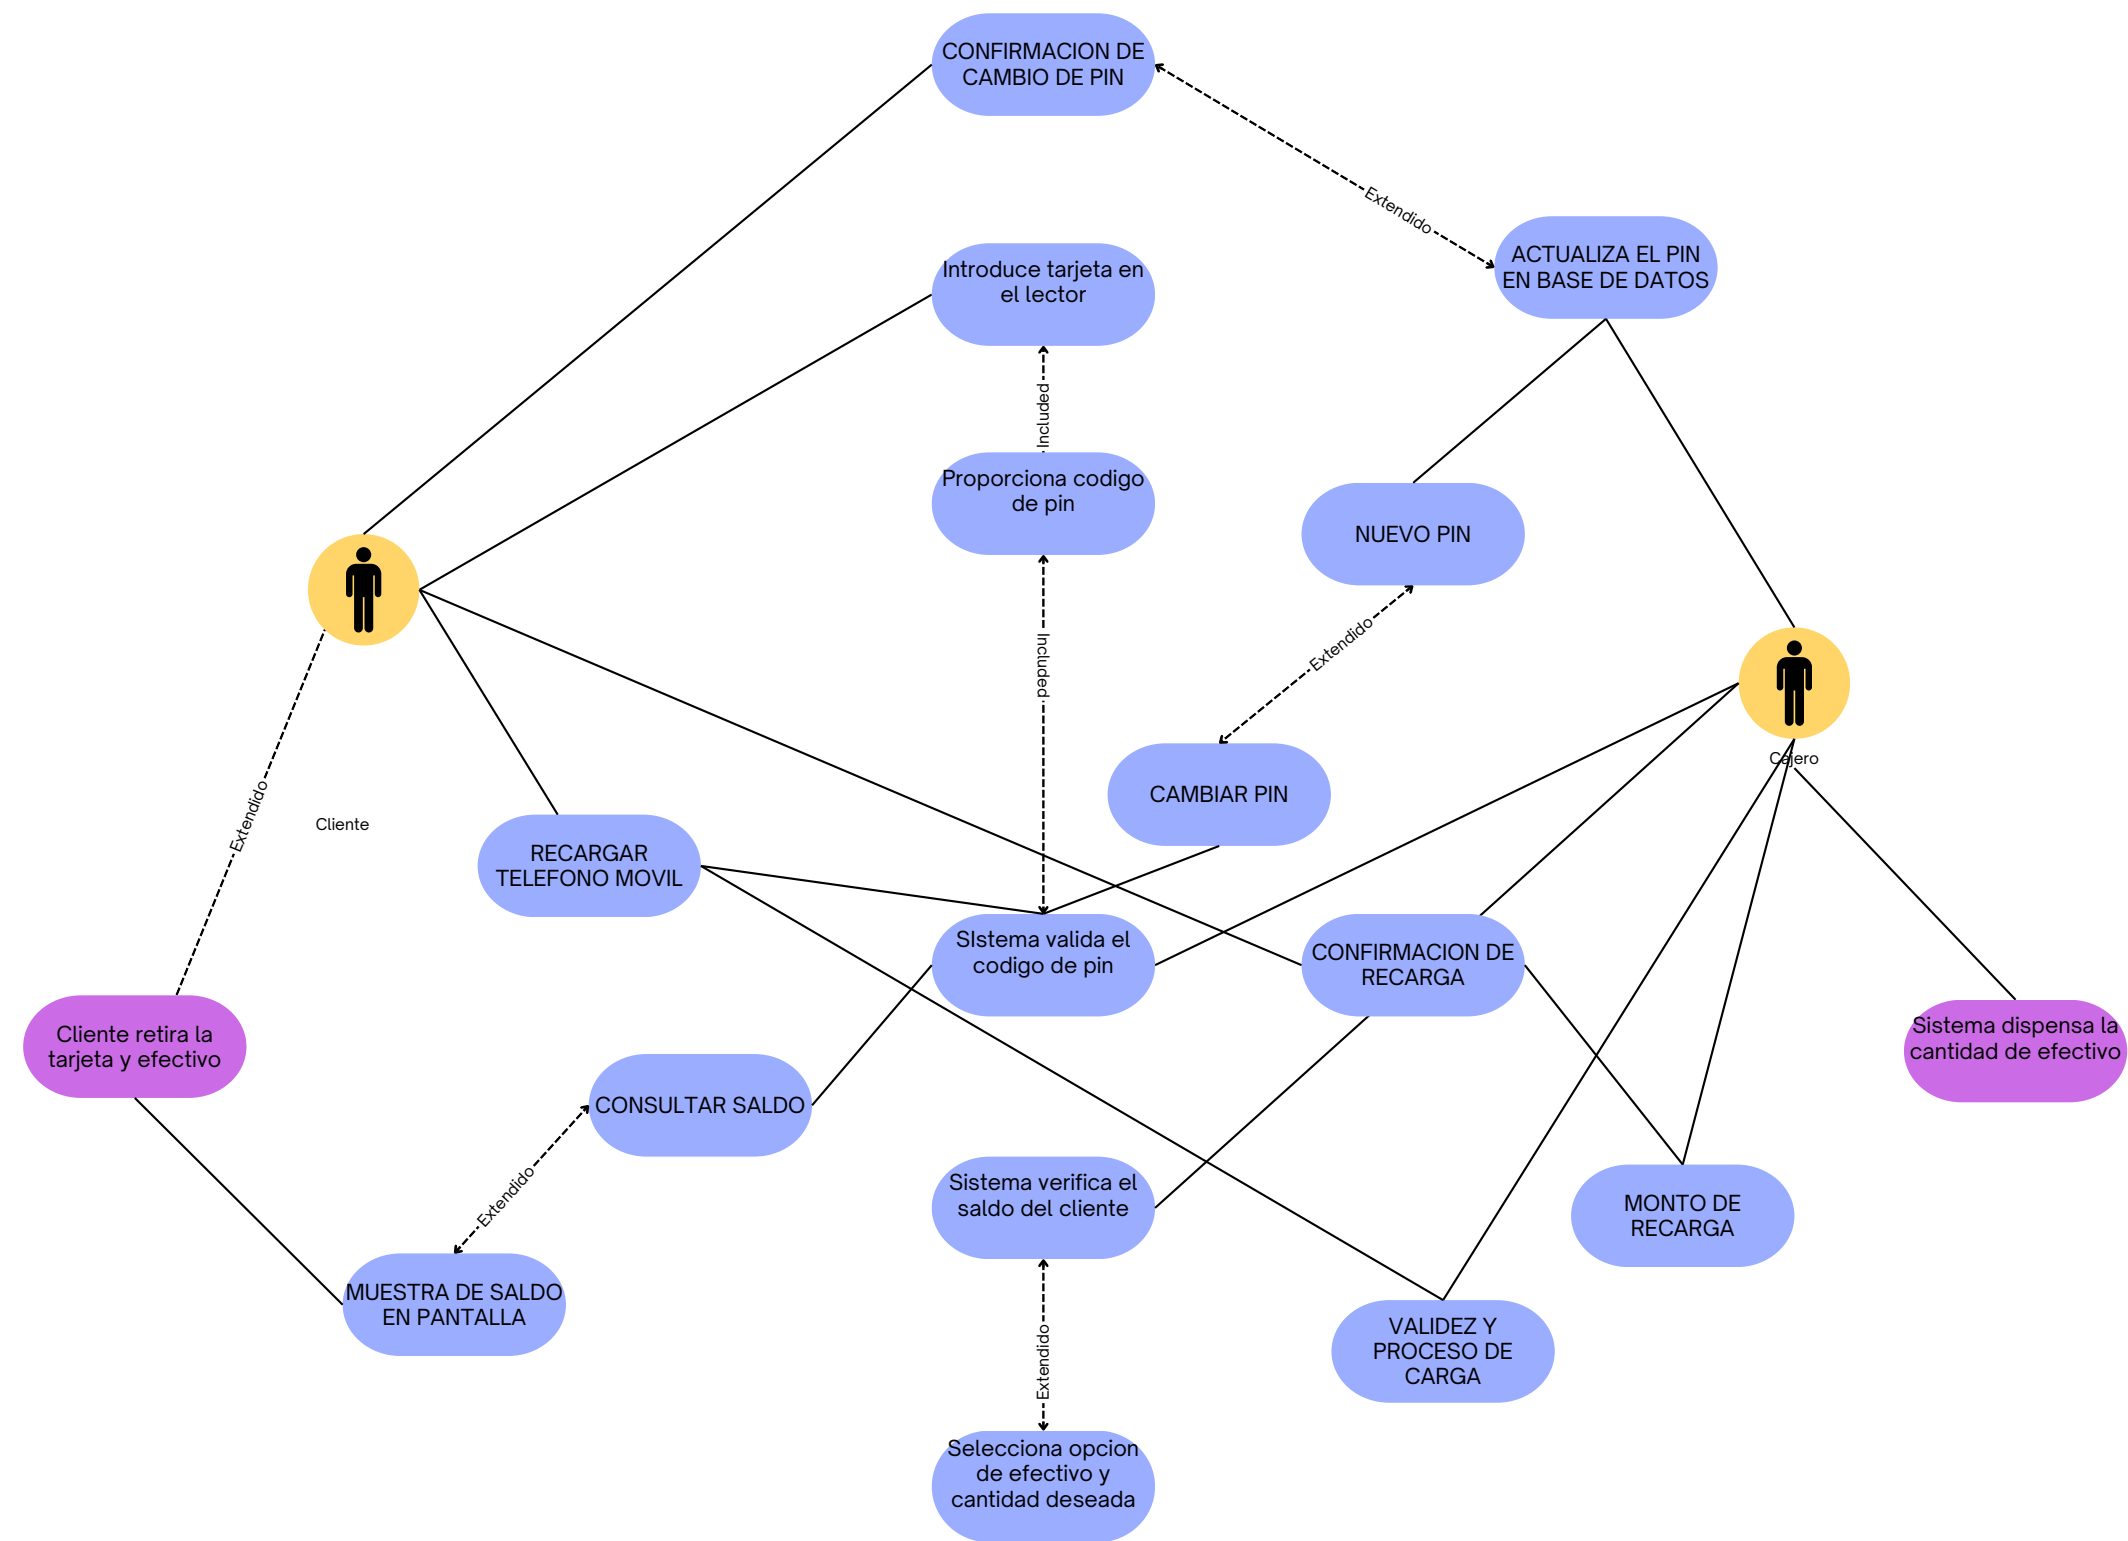 CONFIRMACION DE
CAMBIO DE PIN
Extendido
ACTUALIZA EL PIN
EN BASE DE DATOS
Introduce tarjeta en
el lector
Included
Proporciona codigo
de pin
NUEVO PIN
Included
Extendido
Cajero
CAMBIAR PIN
Extendido
Cliente
RECARGAR
TELEFONO MOVIL
SIstema valida el
codigo de pin
CONFIRMACION DE
RECARGA
Cliente retira la
tarjeta y efectivo
Sistema dispensa la
cantidad de efectivo
CONSULTAR SALDO
Extendido
Sistema verifica el
saldo del cliente
MONTO DE
RECARGA
MUESTRA DE SALDO
EN PANTALLA
Extendido
VALIDEZ Y
PROCESO DE
CARGA
Selecciona opcion
de efectivo y
cantidad deseada